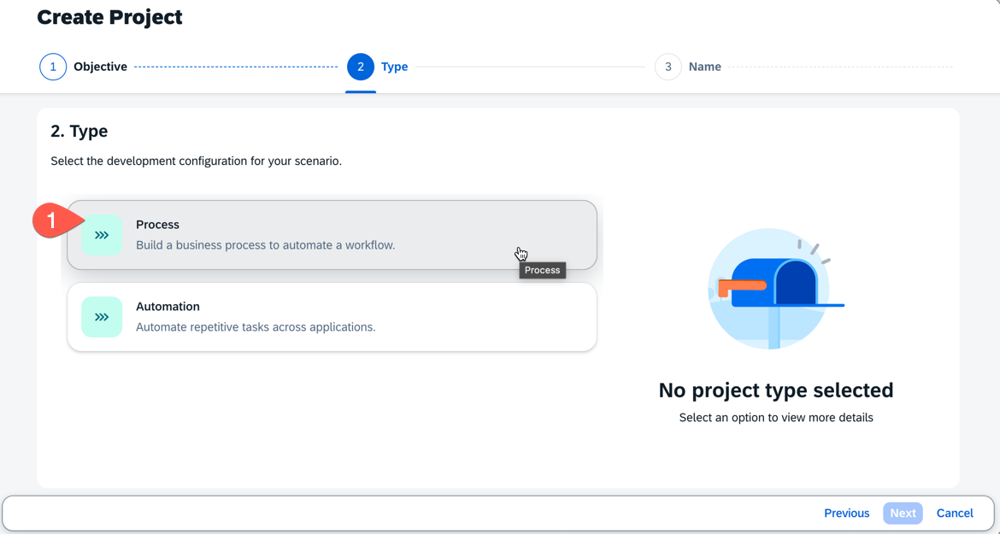 Create Project
1 Objective
2 Type
3 Name
2. Type
Select the development configuration for your scenario.
1
Process
Build a business process to automate a workflow.
Process
Automation
Automate repetitive tasks across applications.
No project type selected
Select an option to view more details
Previous Next Cancel